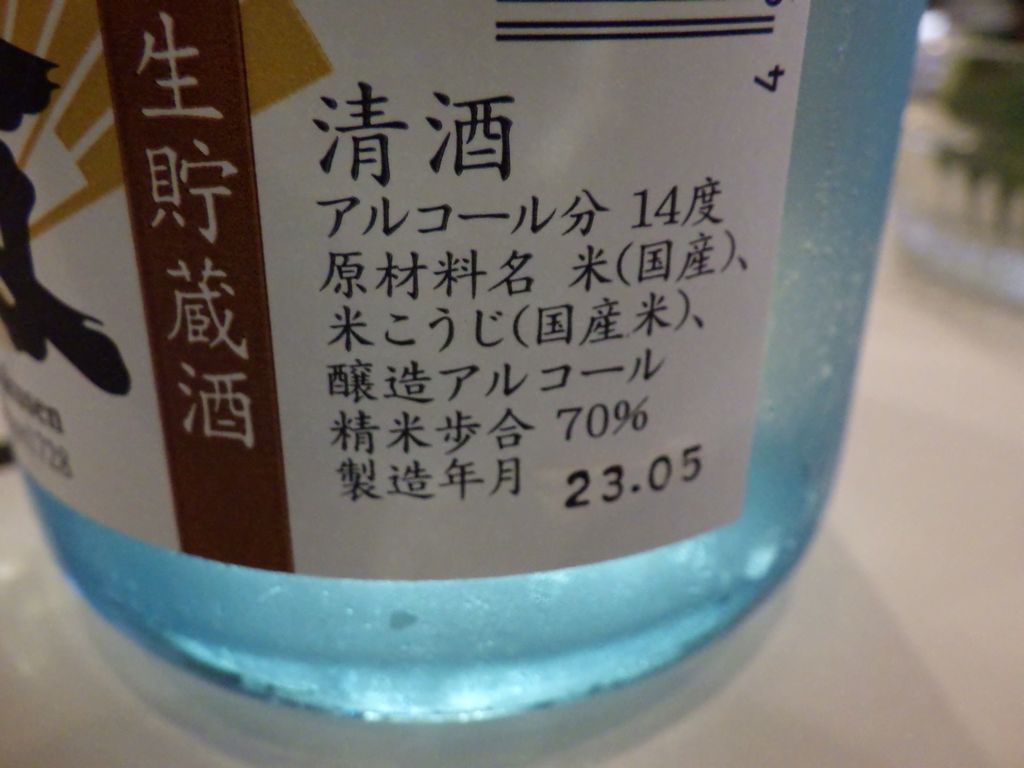 生貯蔵酒
清酒
アルコール分 14度
原材料名 米(国産)、
米こうじ(国産米)、
醸造アルコール
精米歩合 70%
製造年月 23.05
4